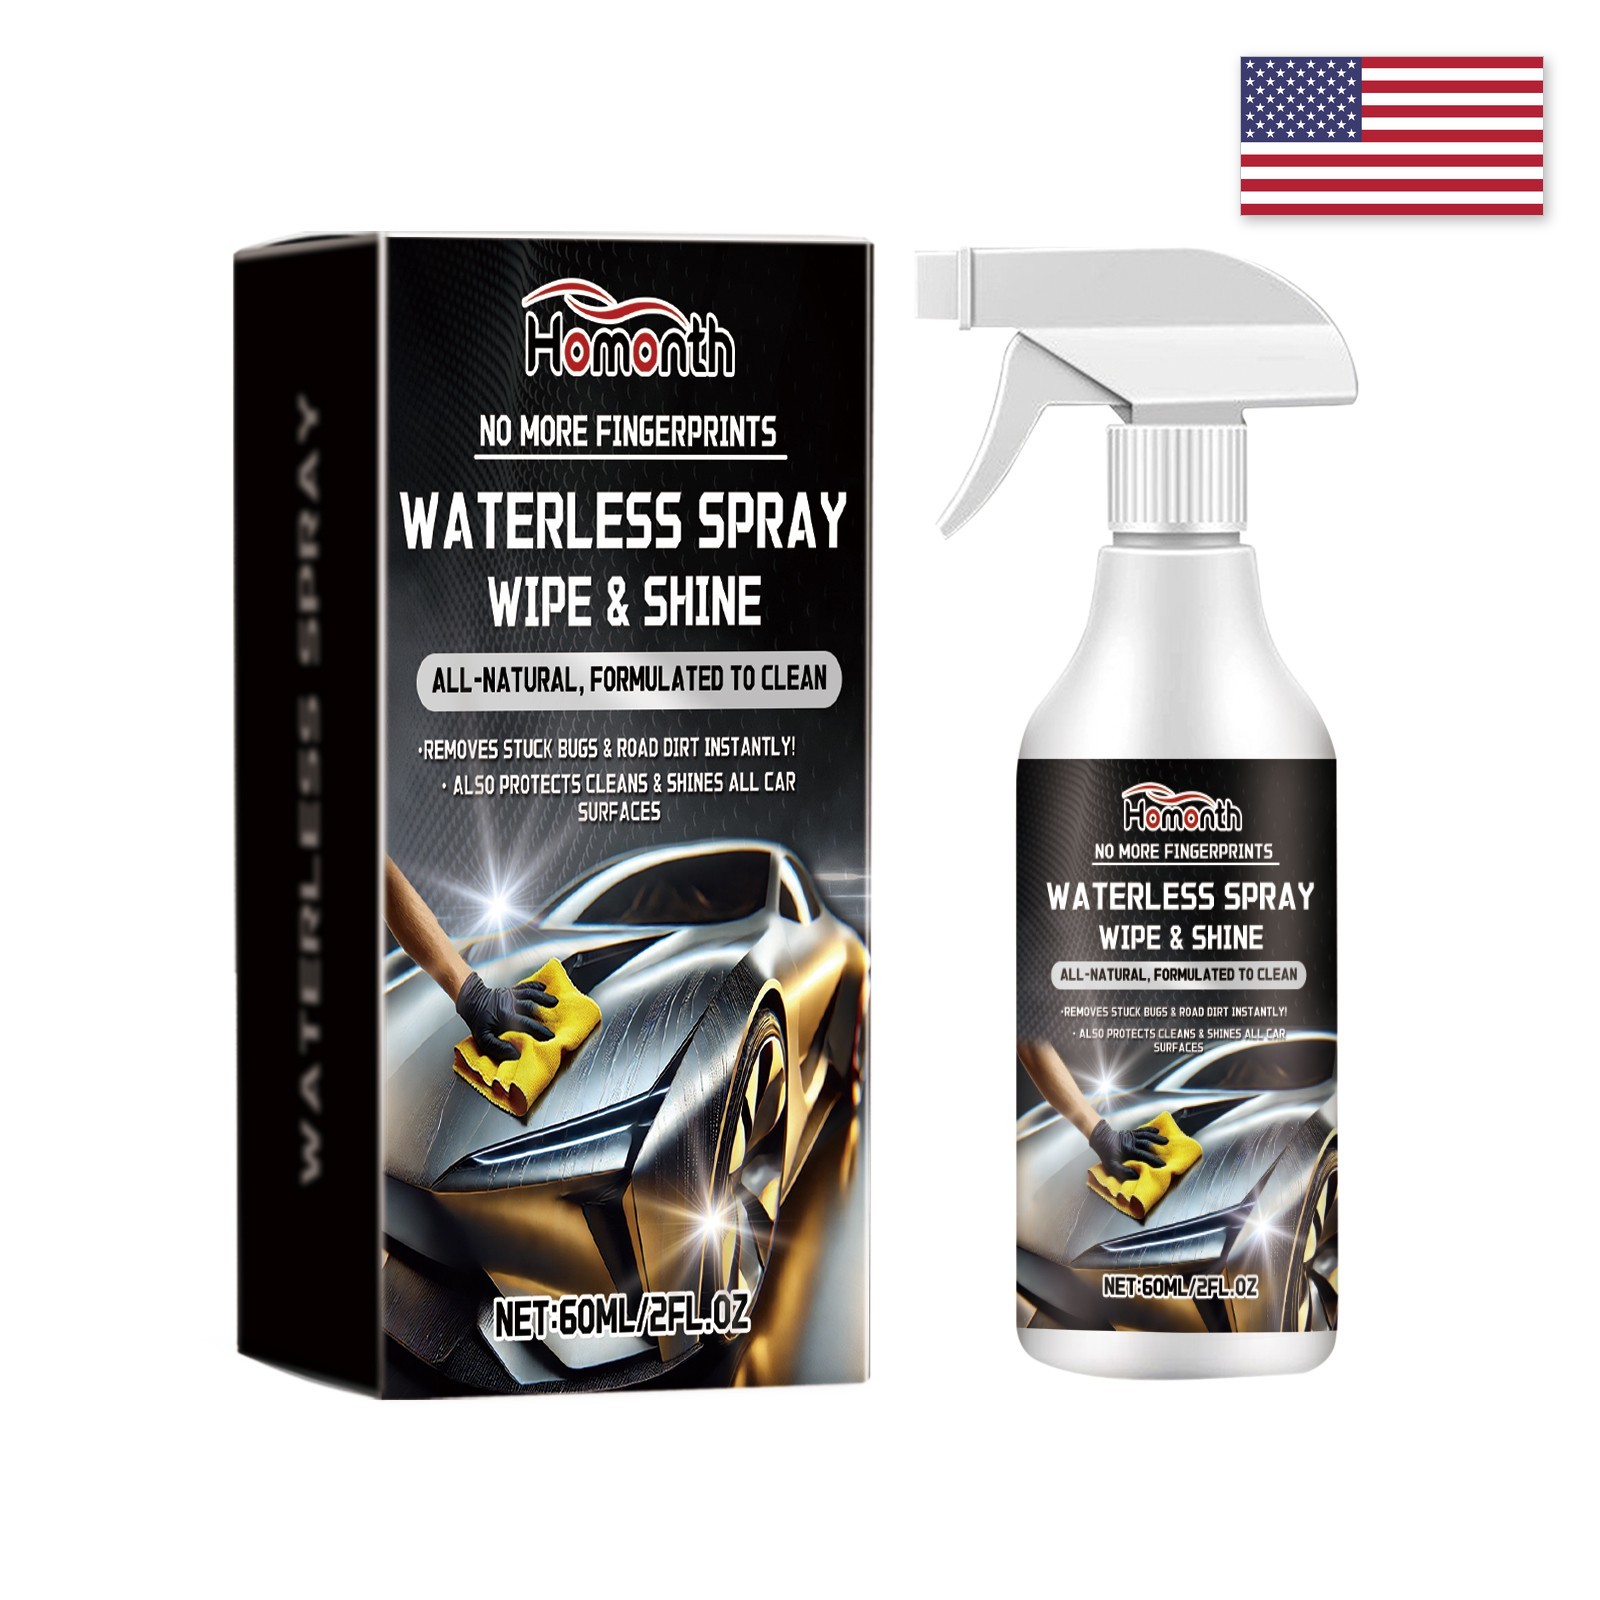 WATERLESS SPRAY
Homonth
NO MORE FINGERPRINTS
WATERLESS SPRAY
WIPE & SHINE
ALL-NATURAL, FORMULATED TO CLEAN
·REMOVES STUCK BUGS & ROAD DIRT INSTANTLY!
· ALSO PROTECTS CLEANS & SHINES ALL CAR
SURFACES
NET:60ML/2FL.OZ
Homonth
NO MORE FINGERPRINTS
WATERLESS SPRAY
WIPE & SHINE
ALL-NATURAL, FORMULATED TO CLEAN
·REMOVES STUCK BUGS & ROAD DIRT INSTANTLY!
· ALSO PROTECTS CLEANS & SHINES ALL CAR
SURFACES
NET:60ML/2FL.OZ